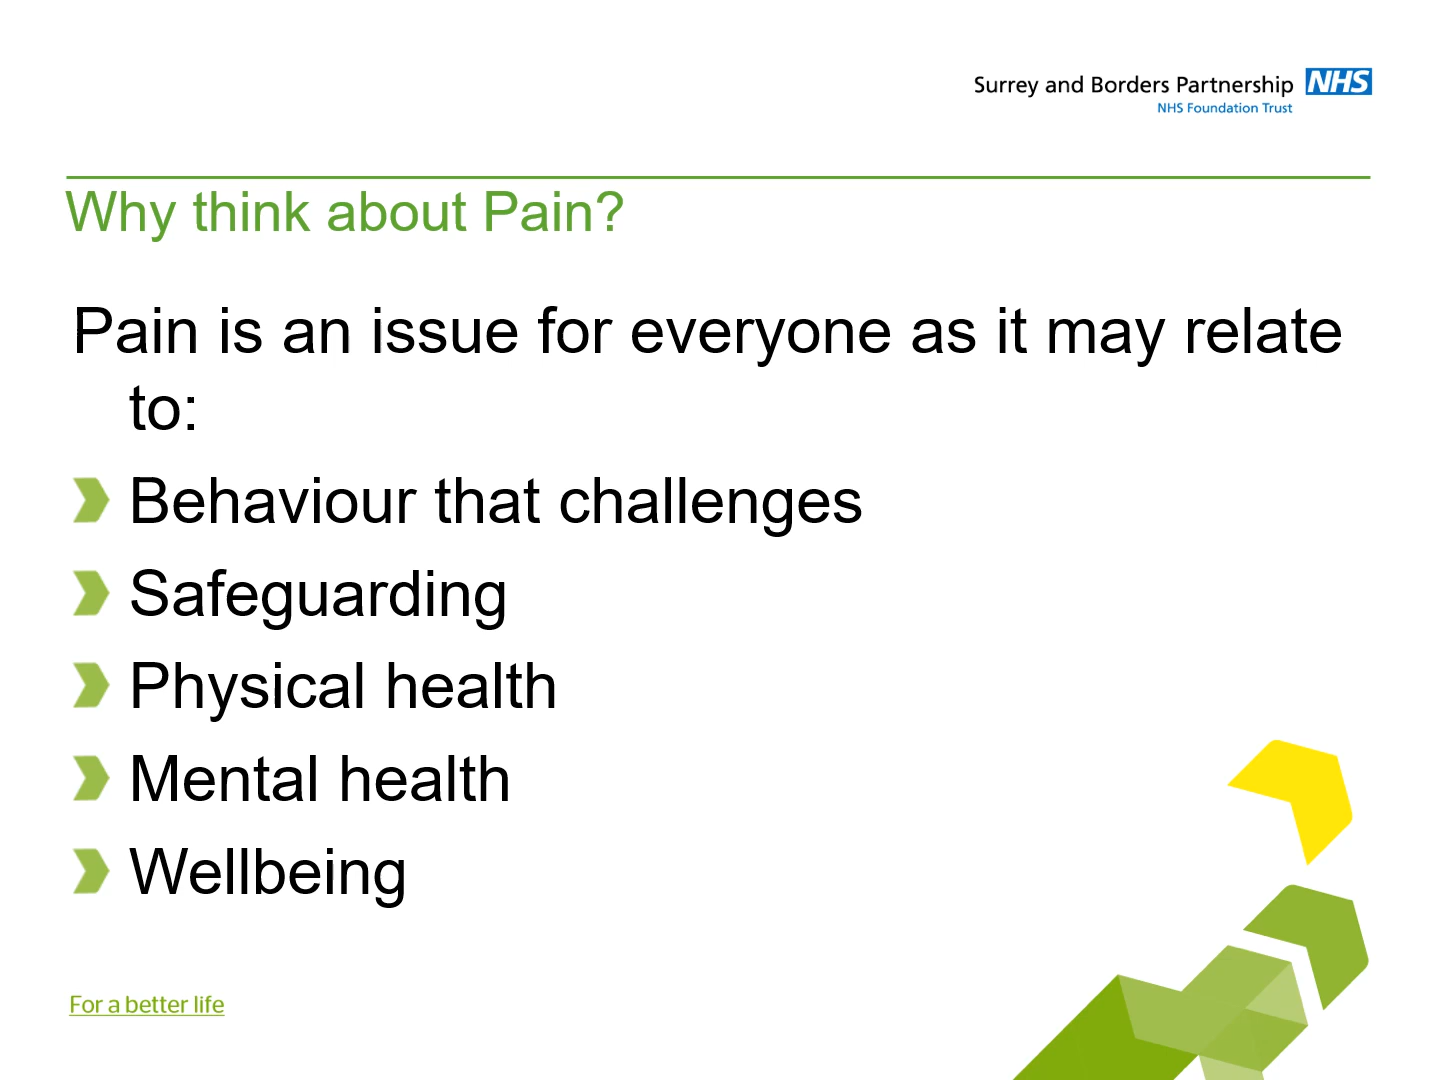 Surrey and Borders Partnership NHS
NHS Foundation Trust
Why think about Pain?
Pain is an issue for everyone as it may relate
to:
Behaviour that challenges
Safeguarding
Physical health
Mental health
Wellbeing
For a better life